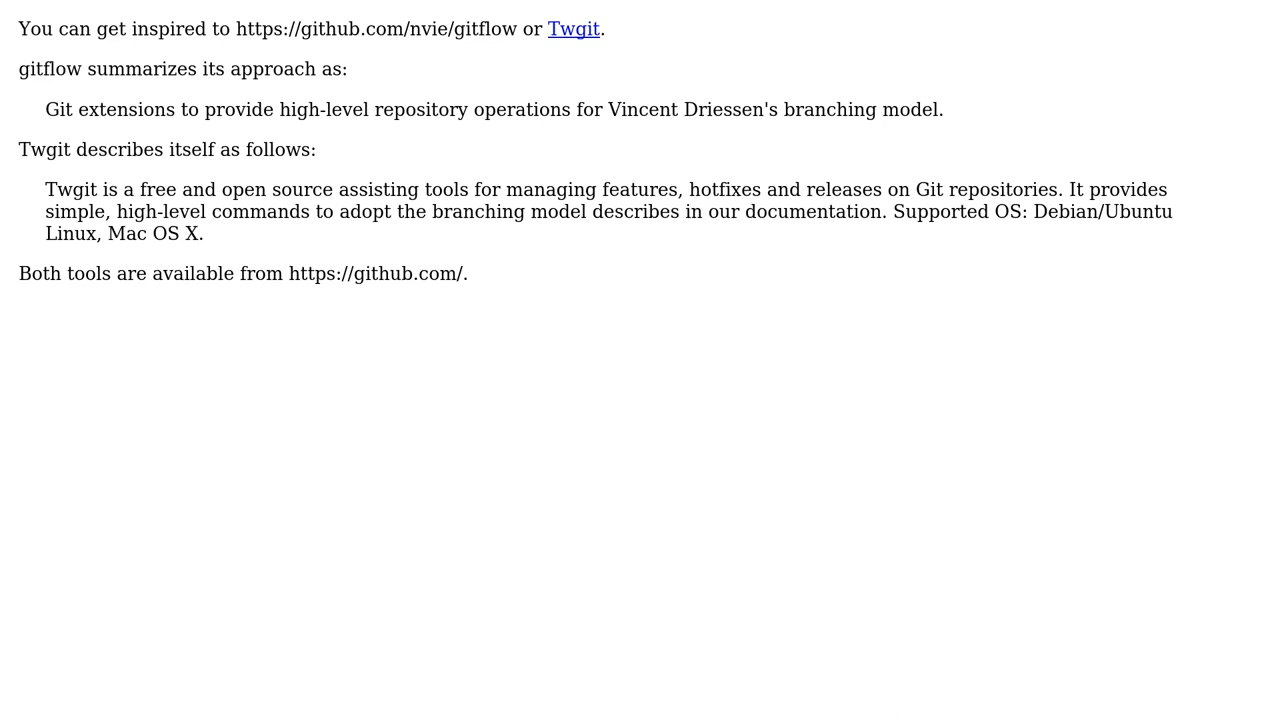 You can get inspired to https://github.com/nvie/gitflow or Twgit.
gitflow summarizes its approach as:
Git extensions to provide high-level repository operations for Vincent Driessen's branching model.
Twgit describes itself as follows:
Twgit is a free and open source assisting tools for managing features, hotfixes and releases on Git repositories. It provides
simple, high-level commands to adopt the branching model describes in our documentation. Supported OS: Debian/Ubuntu
Linux, Mac OS X.
Both tools are available from https://github.com/.